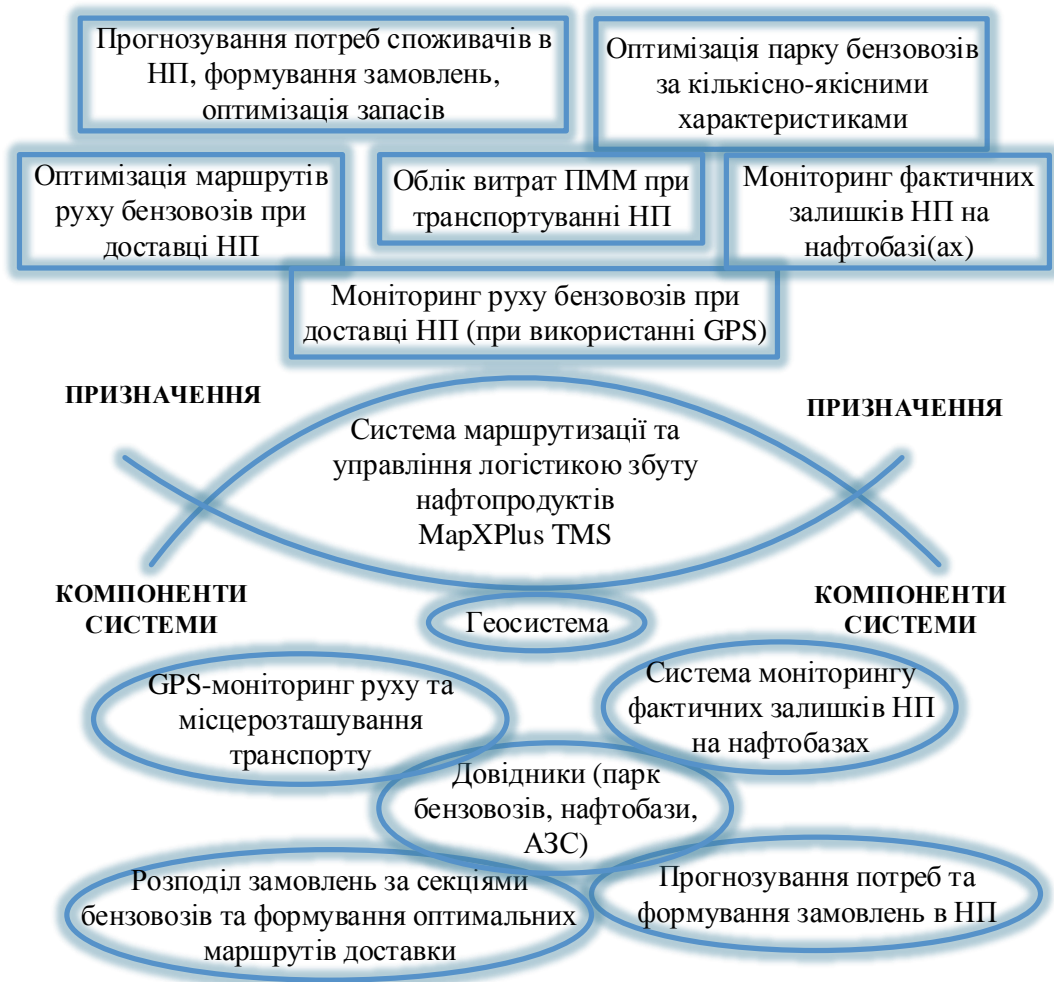 Прогнозування потреб споживачів в
НП, формування замовлень,
оптимізація запасів
Оптимізація парку бензовозів
за кількісно-якісними
характеристиками
Оптимізація маршрутів
руху бензовозів при
доставці НП
Облік витрат ПММ при
транспортуванні НП
Моніторинг фактичних
залишків НП на
нафтобазі(ах)
Моніторинг руху бензовозів при
доставці НП (при використанні GPS)
ПРИЗНАЧЕННЯ
ПРИЗНАЧЕННЯ
Система маршрутизації та
управління логістикою збуту
нафтопродуктів
MapXPlus TMS
КОМПОНЕНТИ
СИСТЕМИ
КОМПОНЕНТИ
СИСТЕМИ
Геосистема
GPS-моніторинг руху та
місцерозташування
транспорту
Система моніторингу
фактичних залишків НП
на нафтобазах
Довідники (парк
бензовозів, нафтобази,
АЗС)
Розподіл замовлень за секціями
бензовозів та формування оптимальних
маршрутів доставки
Прогнозування потреб та
формування замовлень в НП